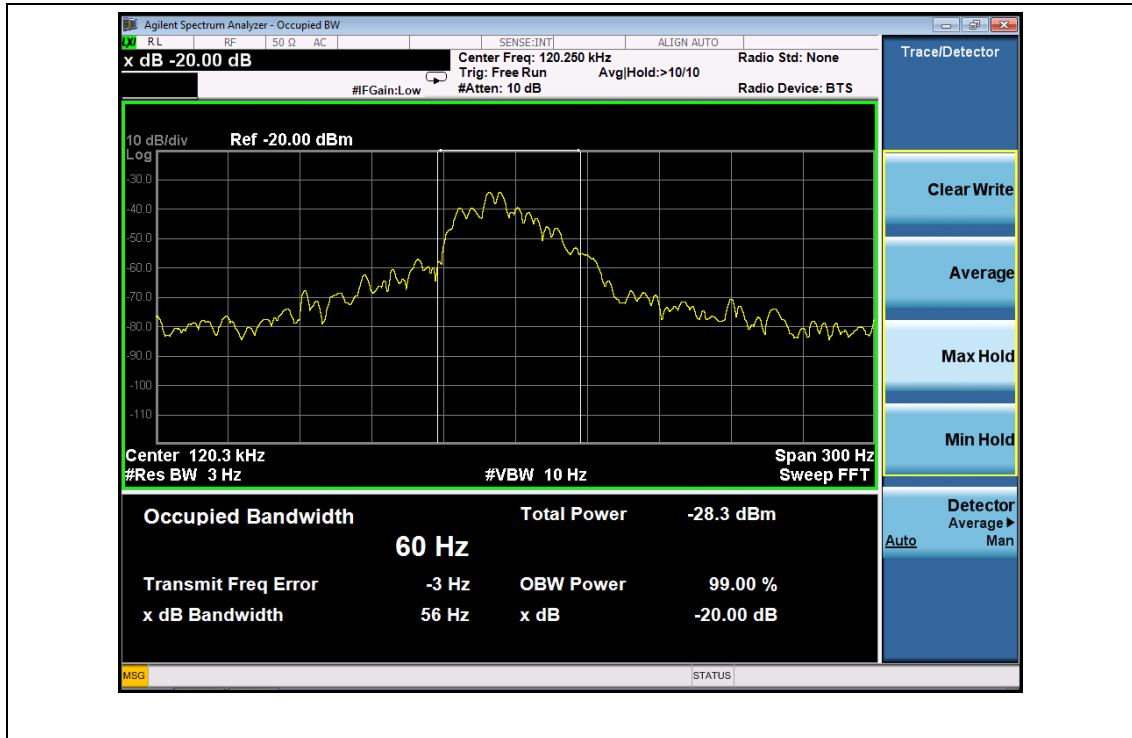 Agilent Spectrum Analyzer - Occupied BW
LXI RL RF 50 Ω AC SENSE:INT ALIGN AUTO
x dB -20.00 dB
Center Freq: 120.250 kHz
Radio Std: None
Trig: Free Run Avg|Hold:>10/10
#IFGain:Low #Atten: 10 dB
Radio Device: BTS
10 dB/div Ref -20.00 dBm
Log
-30.0
-40.0
-50.0
-60.0
-70.0
-80.0
-90.0
-100
-110
Center 120.3 kHz Span 300 Hz
#Res BW 3 Hz #VBW 10 Hz Sweep FFT
Occupied Bandwidth Total Power -28.3 dBm
60 Hz
Transmit Freq Error -3 Hz OBW Power 99.00 %
x dB Bandwidth 56 Hz x dB -20.00 dB
MSG STATUS
Trace/Detector
Clear Write
Average
Max Hold
Min Hold
Detector
Average
Auto Man